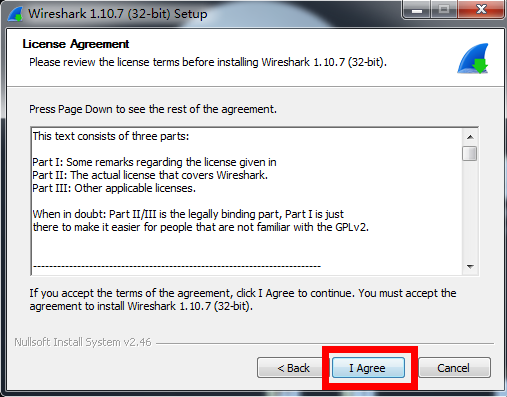 Wireshark 1.10.7 (32-bit) Setup
License Agreement
Please review the license terms before installing Wireshark 1.10.7 (32-bit).
Press Page Down to see the rest of the agreement.
This text consists of three parts:
Part I: Some remarks regarding the license given in
Part II: The actual license that covers Wireshark.
Part III: Other applicable licenses.
When in doubt: Part II/III is the legally binding part, Part I is just
there to make it easier for people that are not familiar with the GPLv2.
------------------------------------------------------------------------
If you accept the terms of the agreement, click I Agree to continue. You must accept the
agreement to install Wireshark 1.10.7 (32-bit).
Nullsoft Install System v2.46
< Back
I Agree
Cancel